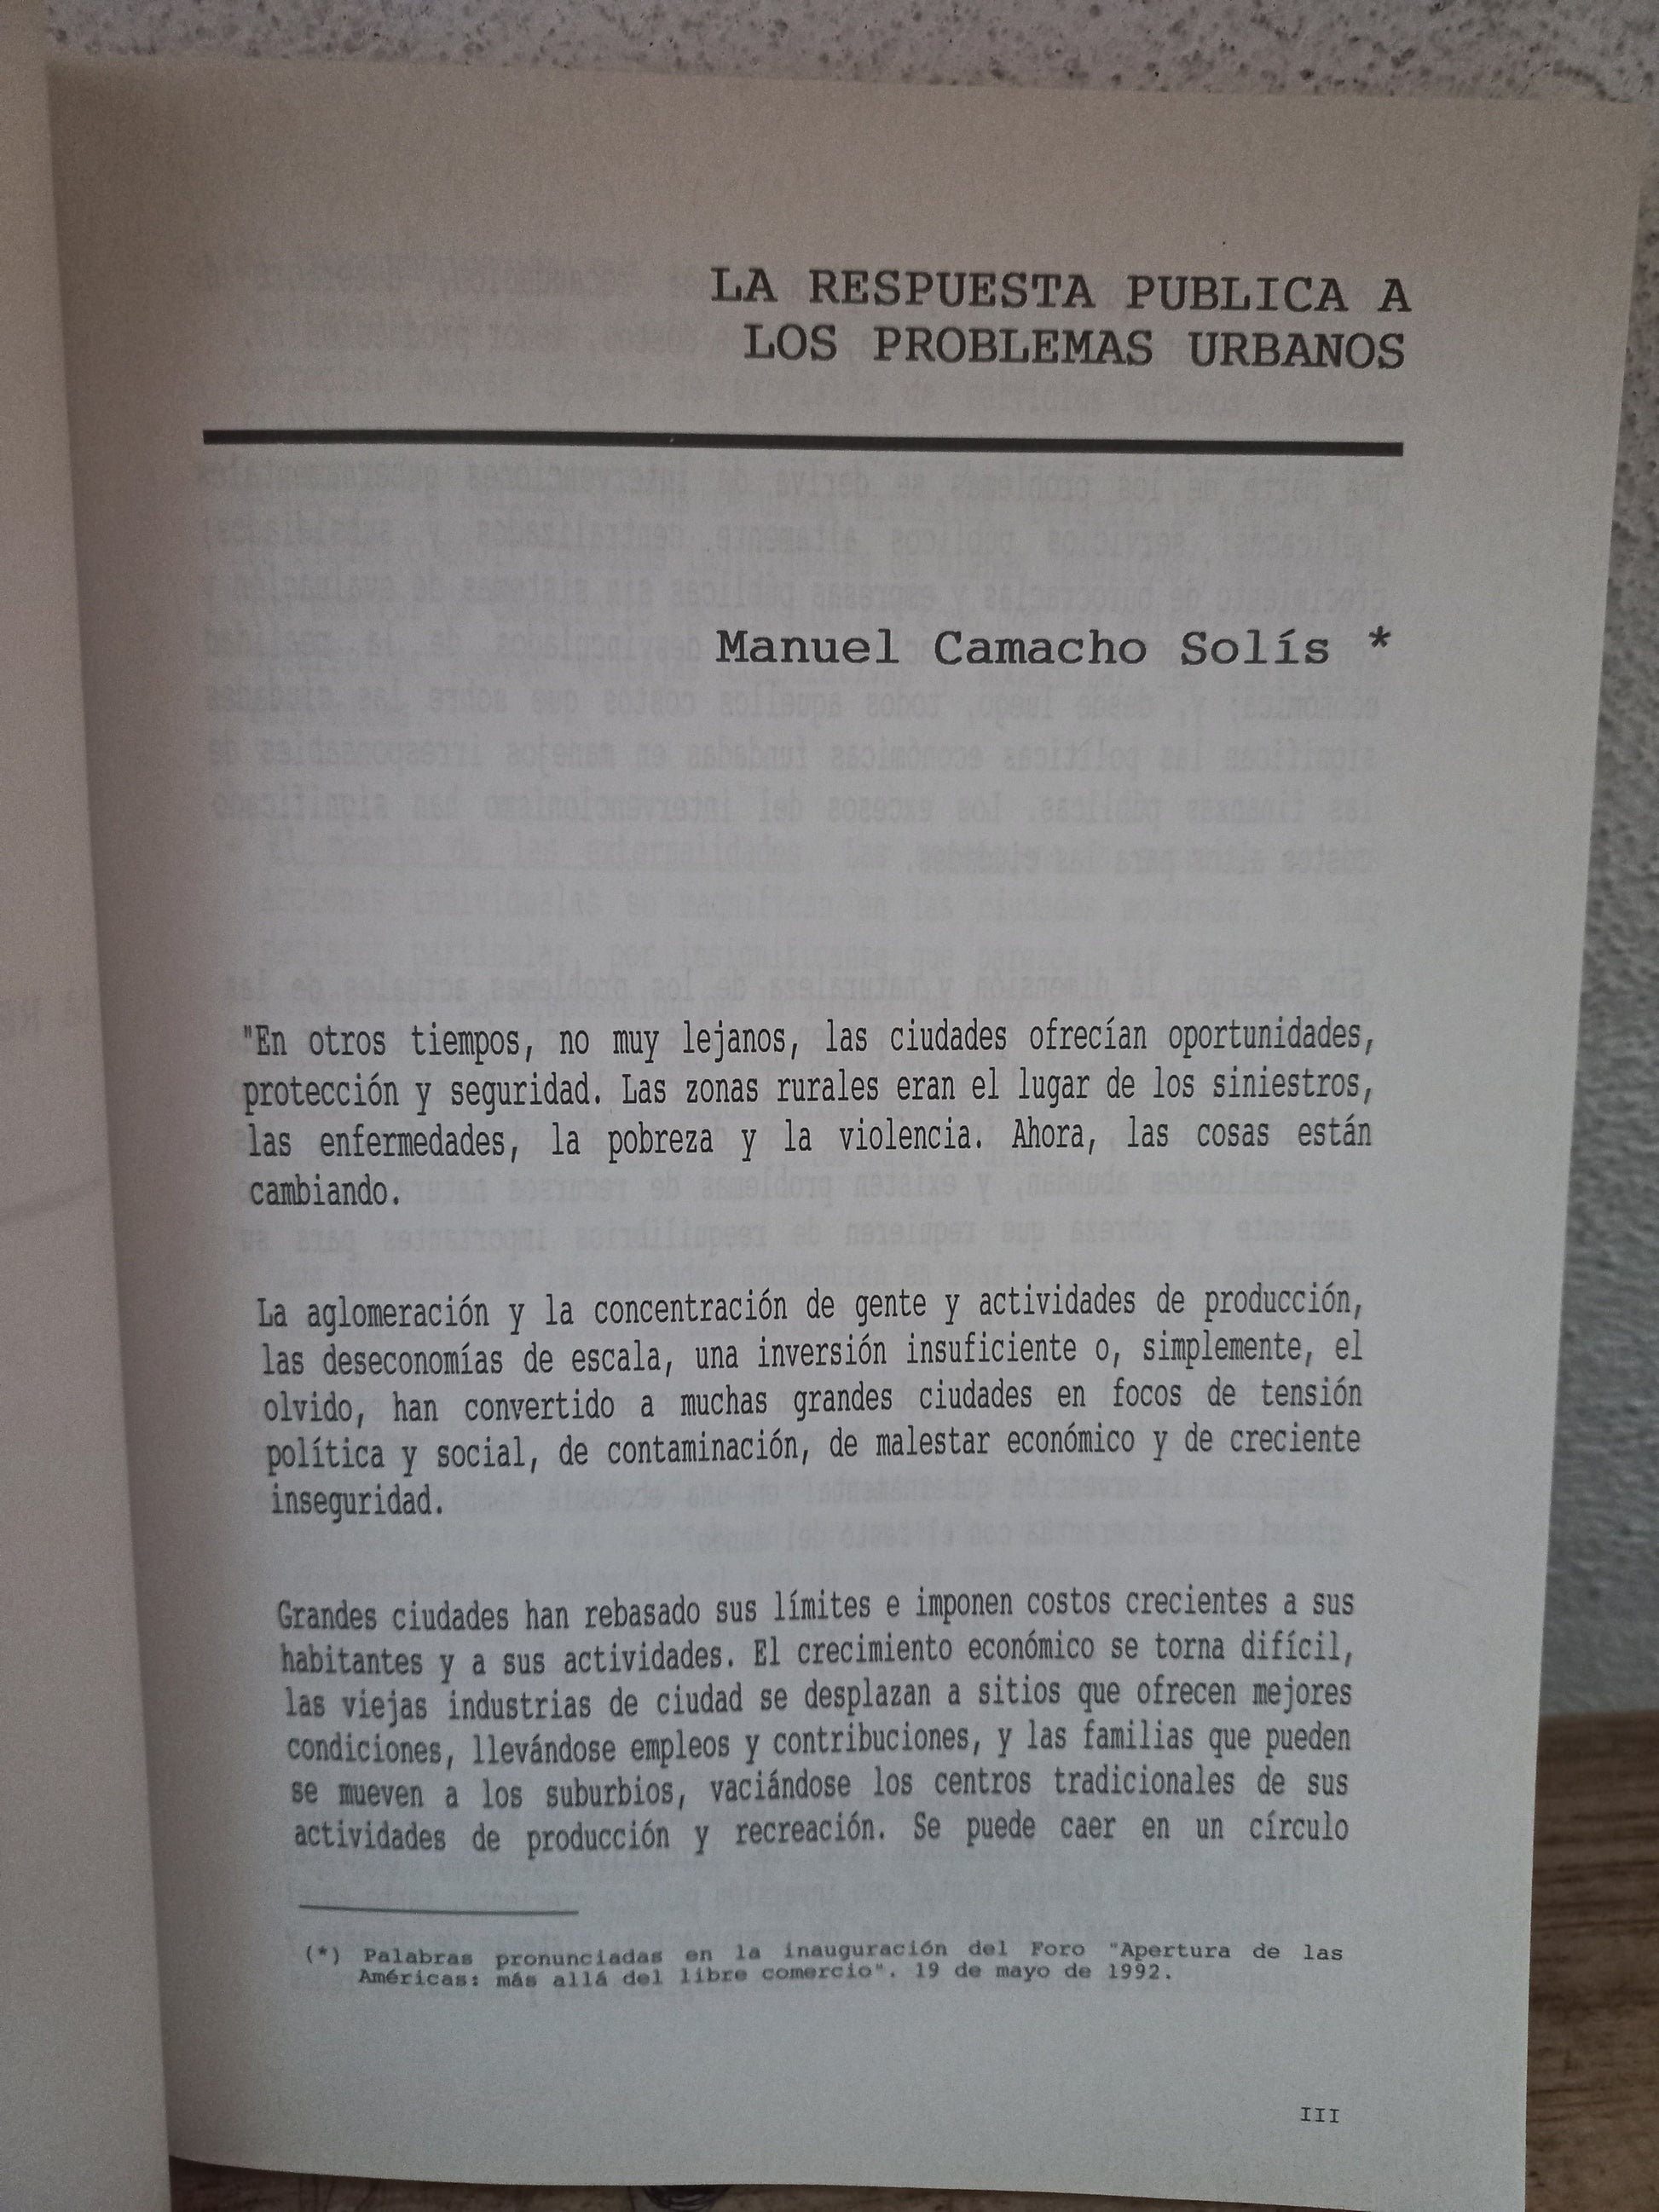 LA RESPUESTA PUBLICA A
LOS PROBLEMAS URBANOS
Manuel Camacho Solís *
"En otros tiempos, no muy lejanos, las ciudades ofrecían oportunidades,
protección y seguridad. Las zonas rurales eran el lugar de los siniestros,
las enfermedades, la pobreza y la violencia. Ahora, las cosas están
cambiando.
La aglomeración y la concentración de gente y actividades de producción,
las deseconomías de escala, una inversión insuficiente o, simplemente, el
olvido, han convertido a muchas grandes ciudades en focos de tensión
política y social, de contaminación, de malestar económico y de creciente
inseguridad.
Grandes ciudades han rebasado sus límites e imponen costos crecientes a sus
habitantes y a sus actividades. El crecimiento económico se torna difícil,
las viejas industrias de ciudad se desplazan a sitios que ofrecen mejores
condiciones, llevándose empleos y contribuciones, y las familias que pueden
se mueven a los suburbios, vaciándose los centros tradicionales de sus
actividades de producción y recreación. Se puede caer en un círculo
(*) Palabras pronunciadas en la inauguración del Foro "Apertura de las
Américas: más allá del libre comercio". 19 de mayo de 1992.
III